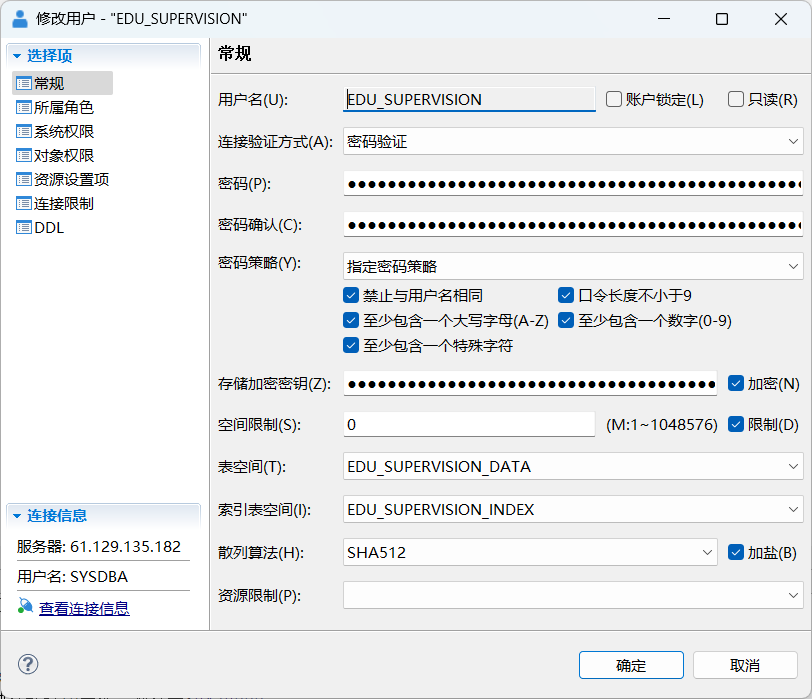 修改用户 - "EDU_SUPERVISION"
选择项
常规
所属角色
系统权限
对象权限
资源设置项
连接限制
DDL
连接信息
服务器: 61.129.135.182
用户名: SYSDBA
查看连接信息
常规
用户名(U): EDU_SUPERVISION 账户锁定(L) 只读(R)
连接验证方式(A): 密码验证
密码(P):
密码确认(C):
密码策略(Y): 指定密码策略
禁止与用户名相同 口令长度不小于9
至少包含一个大写字母(A-Z) 至少包含一个数字(0-9)
至少包含一个特殊字符
存储加密密钥(Z): 加密(N)
空间限制(S): 0 (M:1~1048576) 限制(D)
表空间(T): EDU_SUPERVISION_DATA
索引表空间(I): EDU_SUPERVISION_INDEX
散列算法(H): SHA512 加盐(B)
资源限制(P):
确定 取消